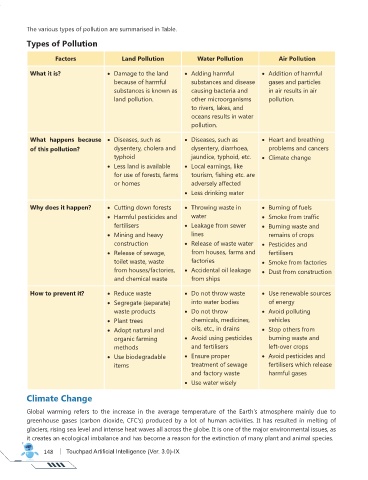 The various types of pollution are summarised in Table.
Types of Pollution
Factors Land Pollution Water Pollution Air Pollution
What it is?
• Damage to the land
because of harmful
substances is known as
land pollution.
• Adding harmful
substances and disease
causing bacteria and
other microorganisms
to rivers, lakes, and
oceans results in water
pollution.
• Addition of harmful
gases and particles
in air results in air
pollution.
What happens because
of this pollution?
• Diseases, such as
dysentery, cholera and
typhoid
• Less land is available
for use of forests, farms
or homes
• Diseases, such as
dysentery, diarrhoea,
jaundice, typhoid, etc.
• Local earnings, like
tourism, fishing etc. are
adversely affected
• Less drinking water
• Heart and breathing
problems and cancers
• Climate change
Why does it happen?
• Cutting down forests
• Harmful pesticides and
fertilisers
• Mining and heavy
construction
• Release of sewage,
toilet waste, waste
from houses/factories,
and chemical waste
• Throwing waste in
water
• Leakage from sewer
lines
• Release of waste water
from houses, farms and
factories
• Accidental oil leakage
from ships
• Burning of fuels
• Smoke from traffic
• Burning waste and
remains of crops
• Pesticides and
fertilisers
• Smoke from factories
• Dust from construction
How to prevent it?
• Reduce waste
• Segregate (separate)
waste products
• Plant trees
• Adopt natural and
organic farming
methods
• Use biodegradable
items
• Do not throw waste
into water bodies
• Do not throw
chemicals, medicines,
oils, etc., in drains
• Avoid using pesticides
and fertilisers
• Ensure proper
treatment of sewage
and factory waste
• Use water wisely
• Use renewable sources
of energy
• Avoid polluting
vehicles
• Stop others from
burning waste and
left-over crops
• Avoid pesticides and
fertilisers which release
harmful gases
Climate Change
Global warming refers to the increase in the average temperature of the Earth's atmosphere mainly due to
greenhouse gases (carbon dioxide, CFC's) produced by a lot of human activities. It has resulted in melting of
glaciers, rising sea level and intense heat waves all across the globe. It is one of the major environmental issues, as
it creates an ecological imbalance and has become a reason for the extinction of many plant and animal species.
148 | Touchpad Artificial Intelligence (Ver. 3.0)-IX